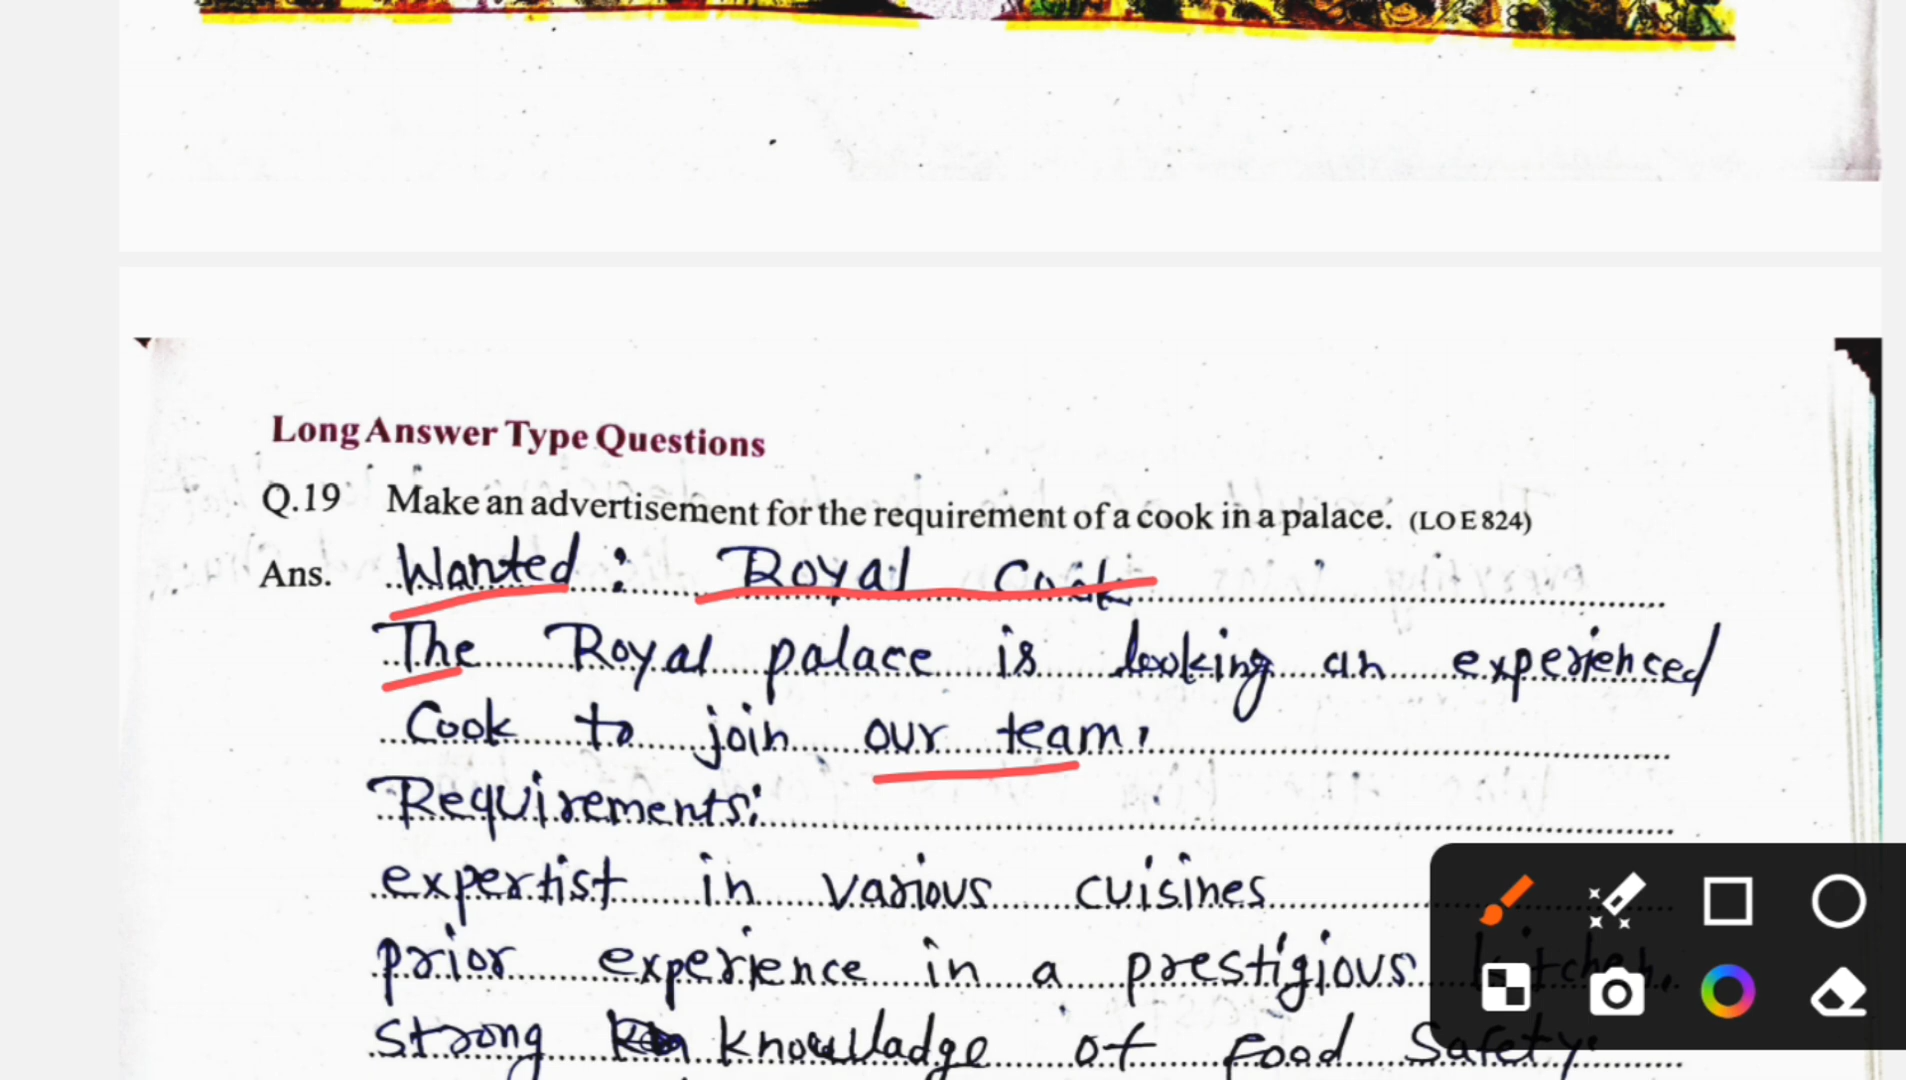 Long Answer Type Questions
Q.19 Make an advertisement for the requirement of a cook in a palace. (LO E 824)
Ans. Wanted : Royal Cook
The Royal palace is looking an experienced
Cook to join our team.
Requirements:
expertist in various cuisines
prior experience in a prestigious kitchen.
strong knowlladge of food Safety.